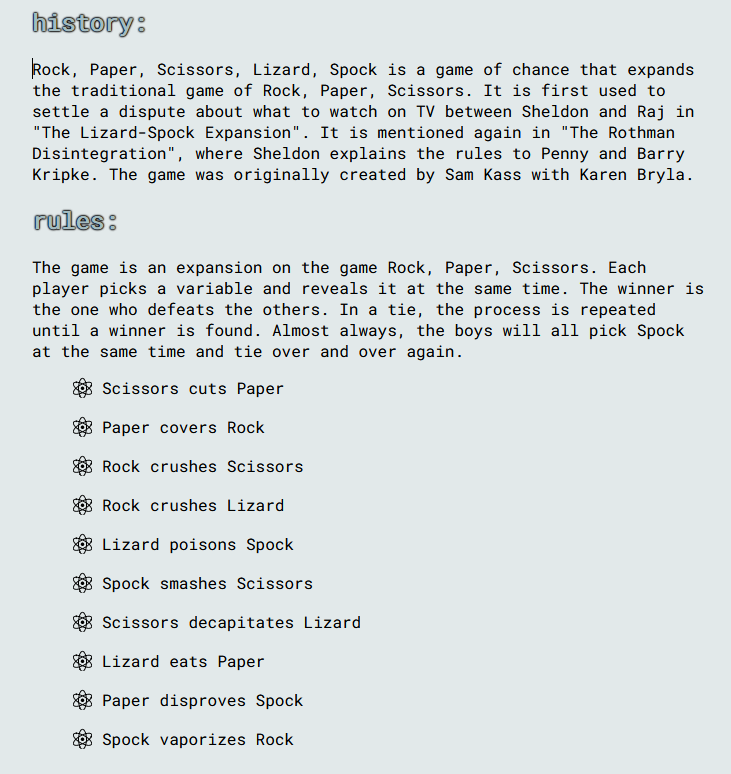 history:
Rock, Paper, Scissors, Lizard, Spock is a game of chance that expands
the traditional game of Rock, Paper, Scissors. It is first used to
settle a dispute about what to watch on TV between Sheldon and Raj in
"The Lizard-Spock Expansion". It is mentioned again in "The Rothman
Disintegration", where Sheldon explains the rules to Penny and Barry
Kripke. The game was originally created by Sam Kass with Karen Bryla.
rules:
The game is an expansion on the game Rock, Paper, Scissors. Each
player picks a variable and reveals it at the same time. The winner is
the one who defeats the others. In a tie, the process is repeated
until a winner is found. Almost always, the boys will all pick Spock
at the same time and tie over and over again.
Scissors cuts Paper
Paper covers Rock
Rock crushes Scissors
Rock crushes Lizard
Lizard poisons Spock
Spock smashes Scissors
Scissors decapitates Lizard
Lizard eats Paper
Paper disproves Spock
Spock vaporizes Rock